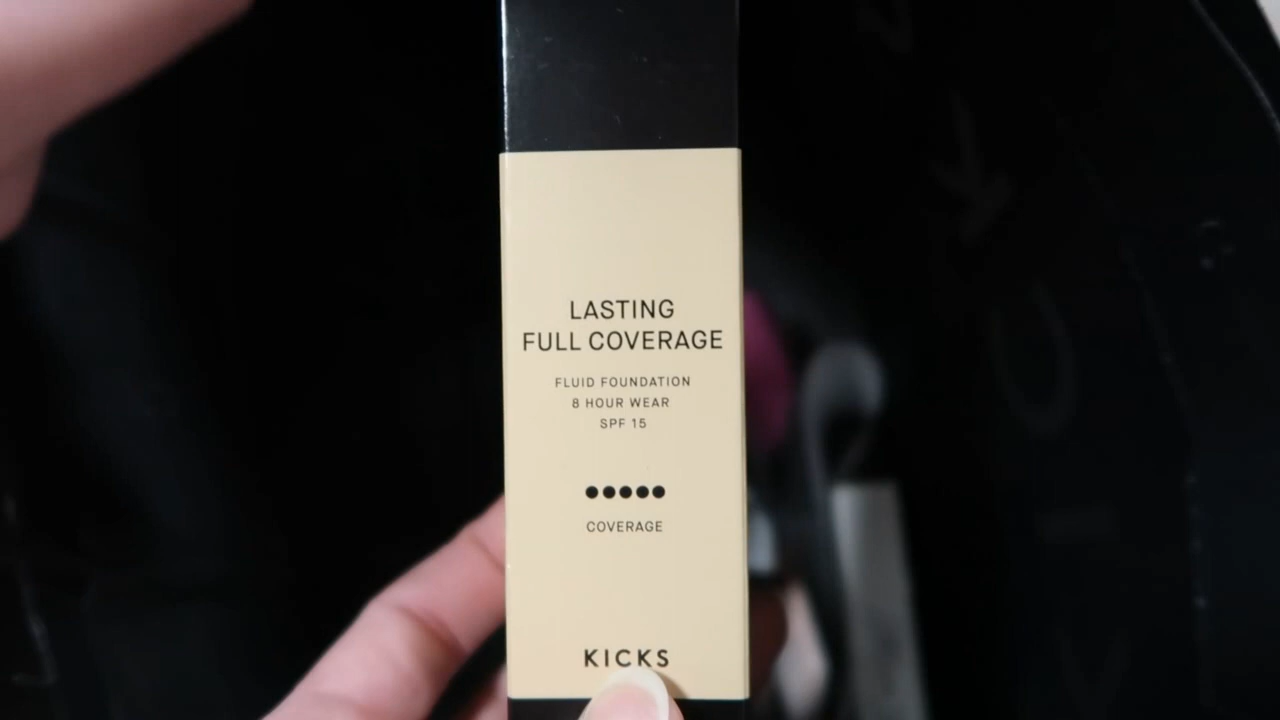 LASTING
FULL COVERAGE
FLUID FOUNDATION
8 HOUR WEAR
SPF 15
COVERAGE
KICKS